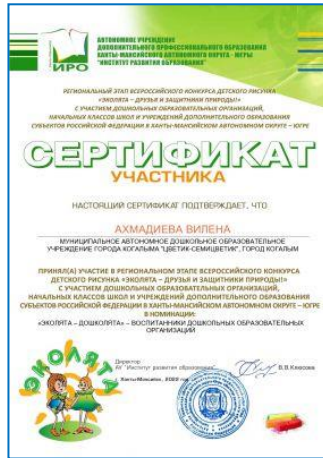 ИРО
АВТОНОМНОЕ УЧРЕЖДЕНИЕ
ДОПОЛНИТЕЛЬНОГО ПРОФЕССИОНАЛЬНОГО ОБРАЗОВАНИЯ
ХАНТЫ-МАНСИЙСКОГО АВТОНОМНОГО ОКРУГА - ЮГРЫ
"ИНСТИТУТ РАЗВИТИЯ ОБРАЗОВАНИЯ"
РЕГИОНАЛЬНЫЙ ЭТАП ВСЕРОССИЙСКОГО КОНКУРСА ДЕТСКОГО РИСУНКА
«ЭКОЛЯТА – ДРУЗЬЯ И ЗАЩИТНИКИ ПРИРОДЫ!»
С УЧАСТИЕМ ДОШКОЛЬНЫХ ОБРАЗОВАТЕЛЬНЫХ ОРГАНИЗАЦИЙ,
НАЧАЛЬНЫХ КЛАССОВ ШКОЛ И УЧРЕЖДЕНИЙ ДОПОЛНИТЕЛЬНОГО ОБРАЗОВАНИЯ
СУБЪЕКТОВ РОССИЙСКОЙ ФЕДЕРАЦИИ В ХАНТЫ-МАНСИЙСКОМ АВТОНОМНОМ ОКРУГЕ – ЮГРЕ
СЕРТИФИКАТ
УЧАСТНИКА
НАСТОЯЩИЙ СЕРТИФИКАТ ПОДТВЕРЖДАЕТ, ЧТО
АХМАДИЕВА ВИЛЕНА
МУНИЦИПАЛЬНОЕ АВТОНОМНОЕ ДОШКОЛЬНОЕ ОБРАЗОВАТЕЛЬНОЕ
УЧРЕЖДЕНИЕ ГОРОДА КОГАЛЫМА "ЦВЕТИК-СЕМИЦВЕТИК", ГОРОД КОГАЛЫМ
ПРИНЯЛ(А) УЧАСТИЕ В РЕГИОНАЛЬНОМ ЭТАПЕ ВСЕРОССИЙСКОГО КОНКУРСА
ДЕТСКОГО РИСУНКА «ЭКОЛЯТА – ДРУЗЬЯ И ЗАЩИТНИКИ ПРИРОДЫ!»
С УЧАСТИЕМ ДОШКОЛЬНЫХ ОБРАЗОВАТЕЛЬНЫХ ОРГАНИЗАЦИЙ,
НАЧАЛЬНЫХ КЛАССОВ ШКОЛ И УЧРЕЖДЕНИЙ ДОПОЛНИТЕЛЬНОГО ОБРАЗОВАНИЯ
СУБЪЕКТОВ РОССИЙСКОЙ ФЕДЕРАЦИИ В ХАНТЫ-МАНСИЙСКОМ АВТОНОМНОМ ОКРУГЕ – ЮГРЕ
В НОМИНАЦИИ:
«ЭКОЛЯТА – ДОШКОЛЯТА» – ВОСПИТАННИКИ ДОШКОЛЬНЫХ ОБРАЗОВАТЕЛЬНЫХ
ОРГАНИЗАЦИЙ
ЭКОЛЯТА
Директор
АУ "Институт развития образования"
В.В.Клюсова
г. Ханты-Мансийск,